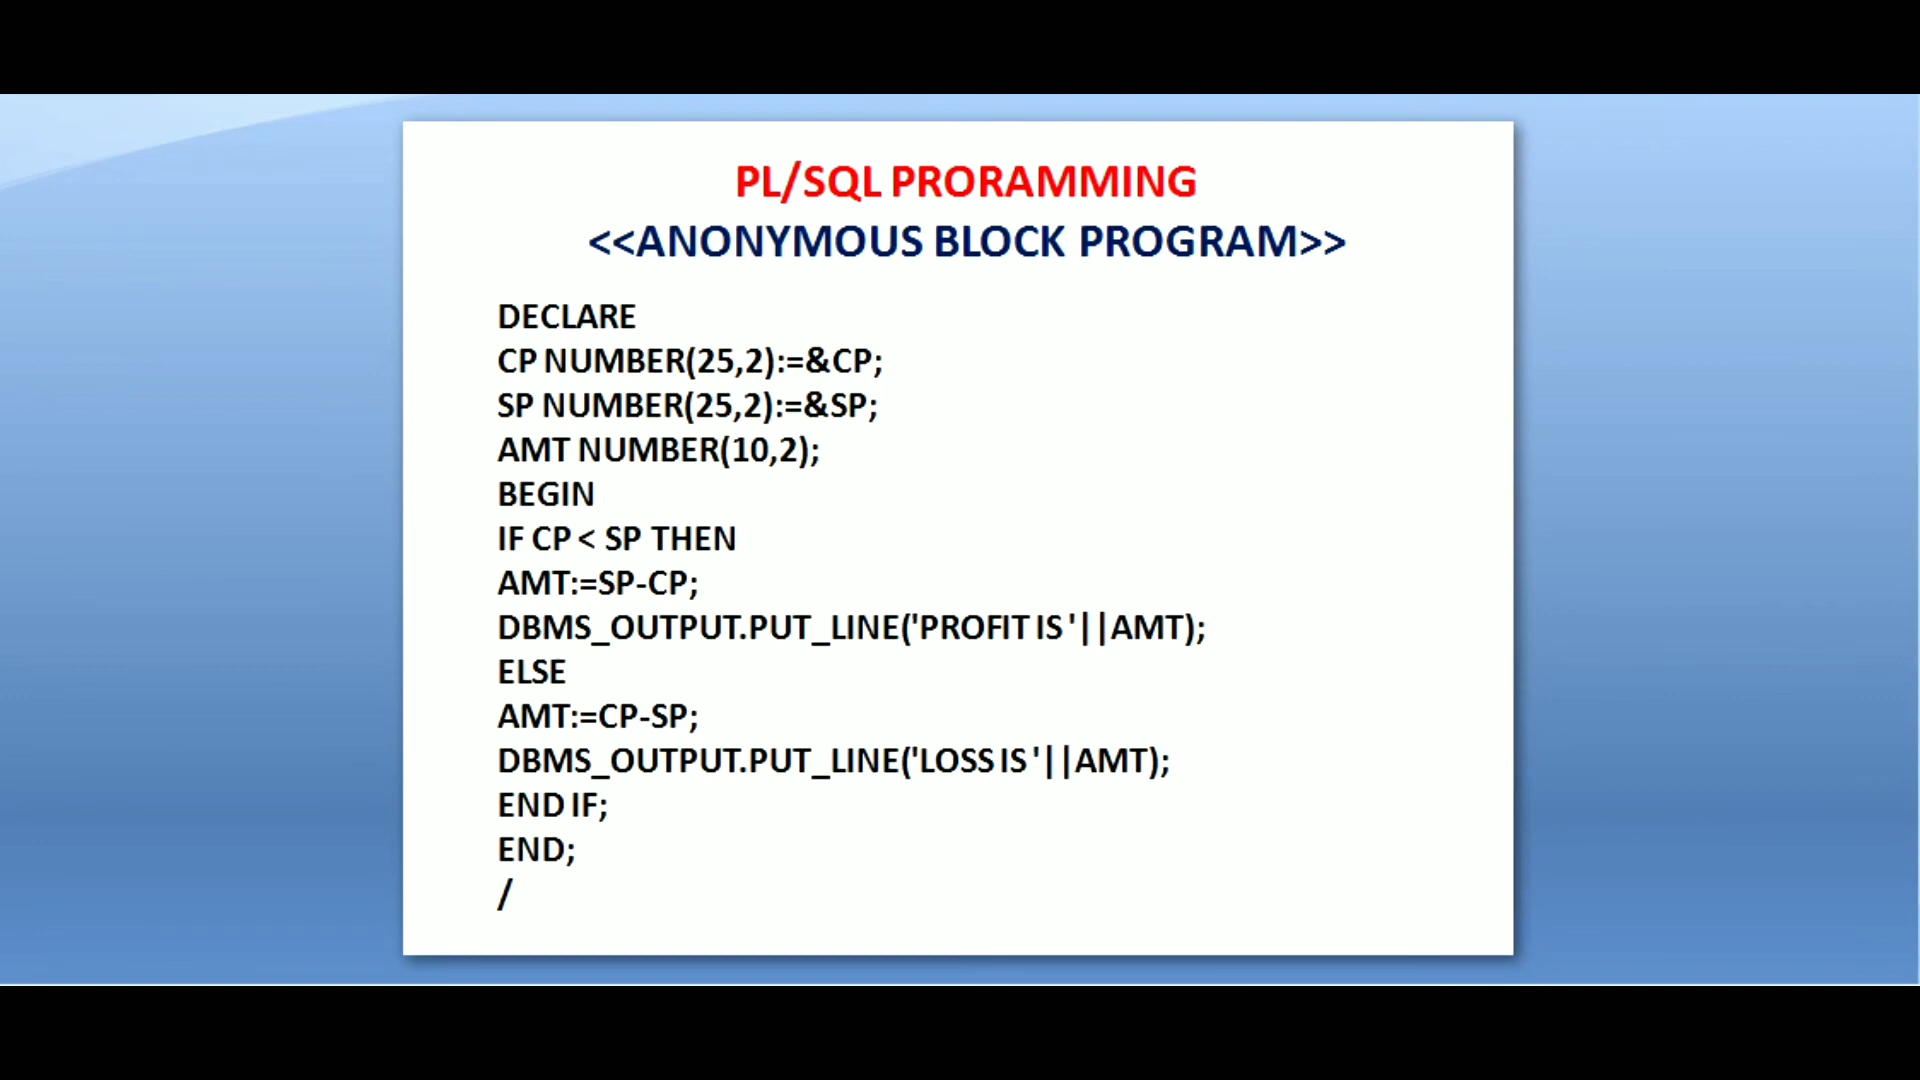 PL/SQL PRORAMMING
<<ANONYMOUS BLOCK PROGRAM>>
DECLARE
CP NUMBER(25,2):=&CP;
SP NUMBER(25,2):=&SP;
AMT NUMBER(10,2);
BEGIN
IF CP < SP THEN
AMT:=SP-CP;
DBMS_OUTPUT.PUT_LINE('PROFIT IS '||AMT);
ELSE
AMT:=CP-SP;
DBMS_OUTPUT.PUT_LINE('LOSS IS '||AMT);
END IF;
END;
/